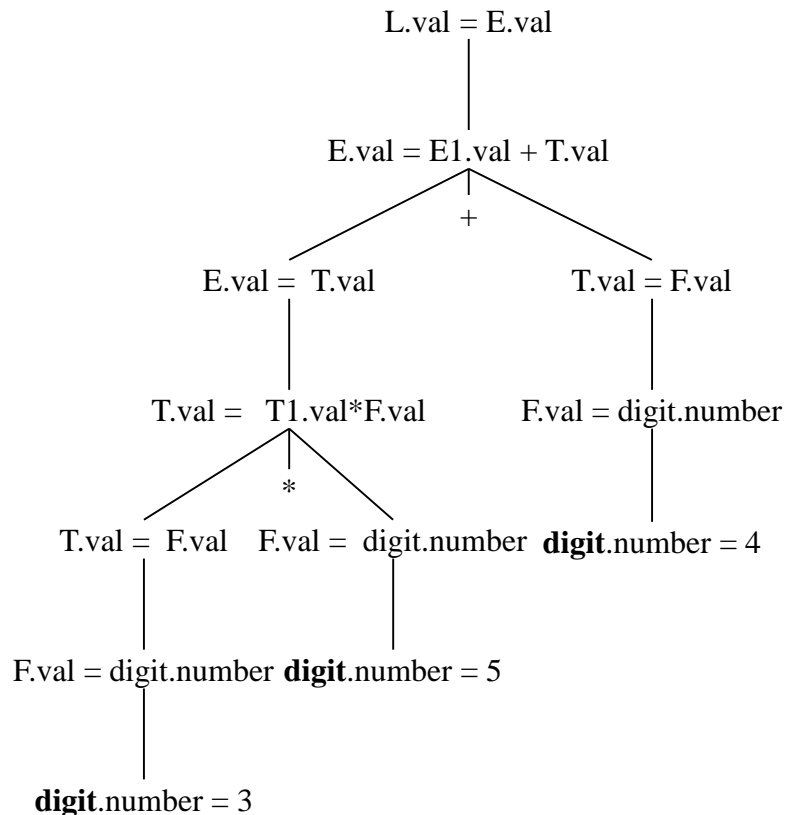 L.val = E.val
E.val = E1.val + T.val
+
E.val = T.val
T.val = F.val
T.val = T1.val*F.val
F.val = digit.number
*
T.val = F.val
F.val = digit.number
digit.number = 4
F.val = digit.number
digit.number = 5
digit.number = 3